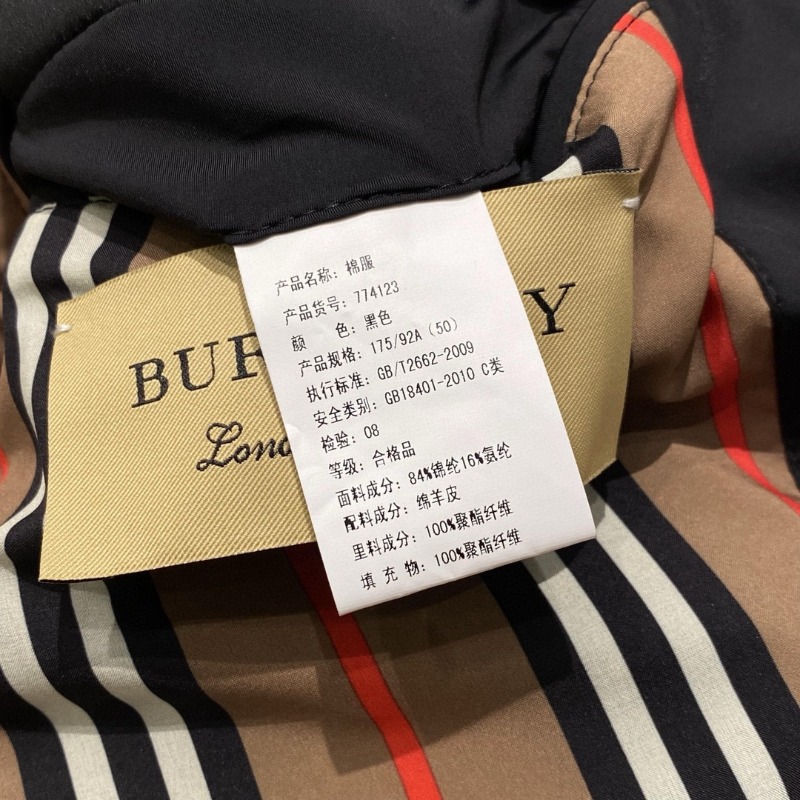 BUR Y
Lond
产品名称: 棉服
产品货号: 774123
颜 色: 黑色
产品规格: 175/92A (50)
执行标准: GB/T2662-2009
安全类别: GB18401-2010 C类
检验: 08
等级: 合格品
面料成分: 84%锦纶16%氨纶
配料成分: 绵羊皮
里料成分: 100%聚酯纤维
填 充 物: 100%聚酯纤维